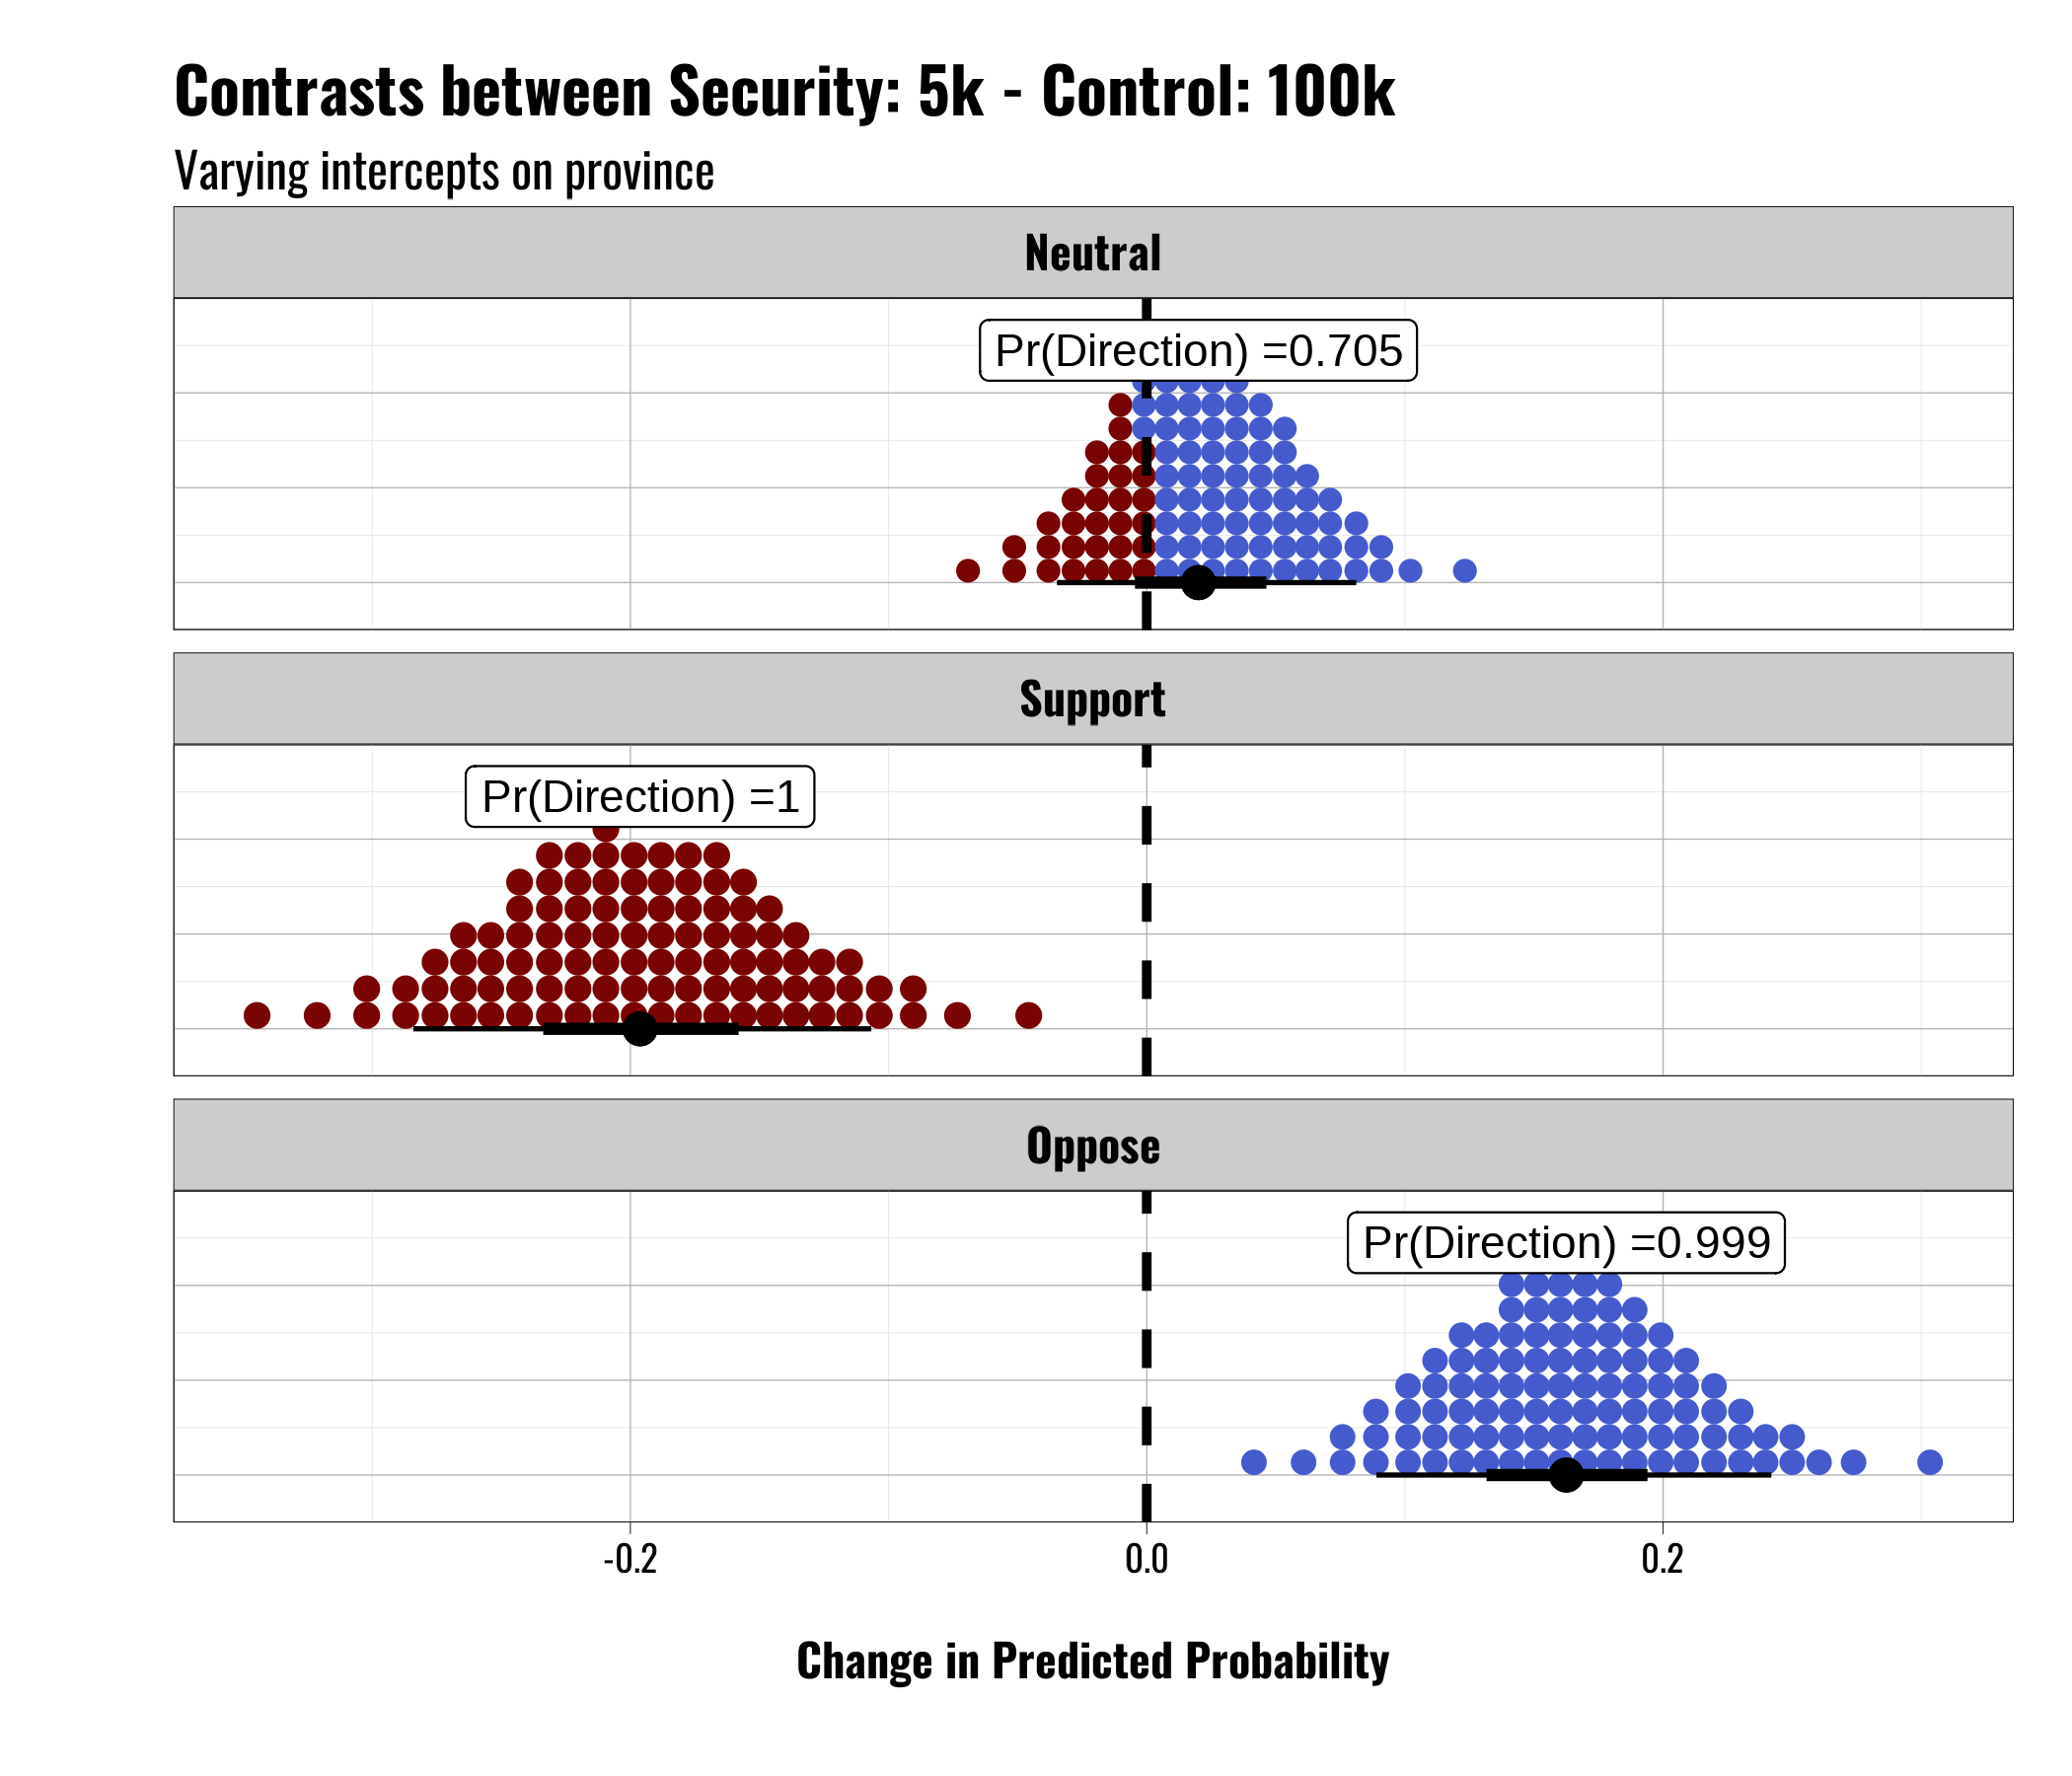 Contrasts between Security: 5k - Control: 100k
Varying intercepts on province
Neutral
Pr(Direction) =0.705
Support
Pr(Direction) =1
Oppose
Pr(Direction) =0.999
-0.2 0.0 0.2
Change in Predicted Probability